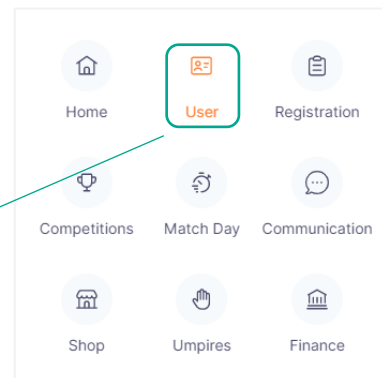 Home User Registration
Competitions Match Day Communication
Shop Umpires Finance